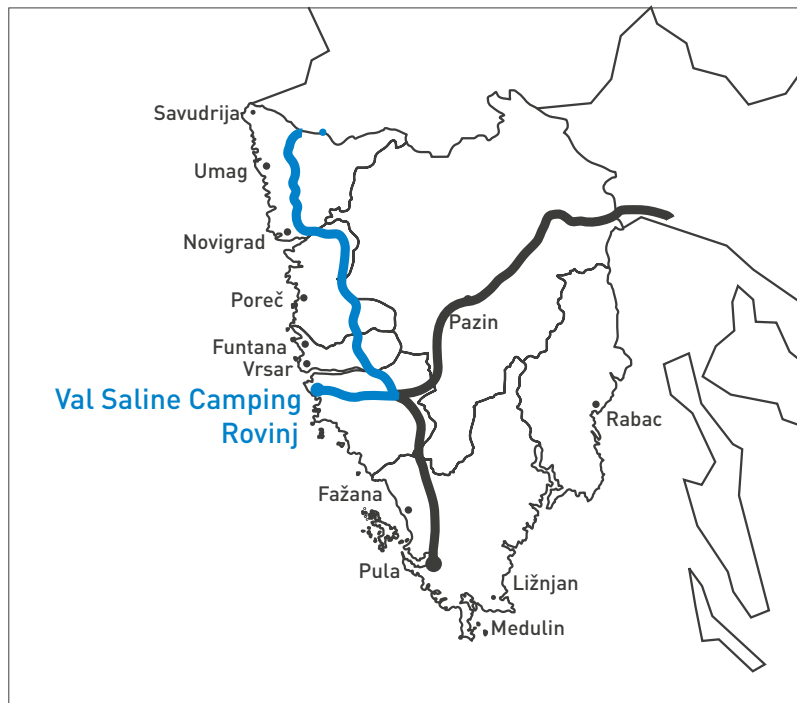 Savudrija
Umag
Novigrad
Poreč
Pazin
Funtana
Vrsar
Val Saline Camping
Rovinj
Rabac
Fažana
Pula
Ližnjan
Medulin